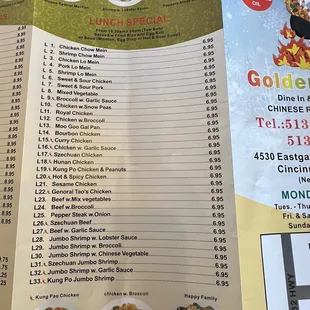 LUNCH SPECIAL
L 1. Chicken Chow Mein 6.95
L 2. Shrimp Chow Mein 6.95
L 3. Chicken Lo Mein 6.95
L 4. Pork Lo Mein 6.95
L 5. Shrimp Lo Mein 6.95
L 6. Sweet & Sour Chicken 6.95
L 7. Sweet & Sour Pork 6.95
L 8. Mixed Vegetable 6.95
L 9. Broccoli w. Garlic Sauce 6.95
L10. Chicken w.Snow Peas 6.95
L11. Royal Chicken 6.95
L12. Chicken w.Broccoli 6.95
L13. Moo Goo Gai Pan 6.95
L14. Bourbon Chicken 6.95
L15. Curry Chicken 6.95
L16. Chicken w. Garlic Sauce 6.95
L17. Szechuan Chicken 6.95
L18. Hunan Chicken 6.95
L19. Kung Po Chicken & Peanuts 6.95
L20. Hot & Spicy Chicken 6.95
L21. Sesame Chicken 6.95
L22. General Tao's Chicken 6.95
L23. Beef w.Mix vegetables 6.95
L24. Beef w.Broccoli 6.95
L25. Pepper Steak w.Onion 6.95
L26. Szechuan Beef 6.95
L27. Beef w. Garlic Sauce 6.95
L28. Jumbo Shrimp w. Lobster Sauce 6.95
L29. Jumbo Shrimp w. Broccoli 6.95
L30. Jumbo Shrimp w. Chinese Vegetable 6.95
L31. Szechuan Jumbo Shrimp 6.95
L32. Jumbo Shrimp w. Garlic Sauce 6.95
L33. Kung Po Jumbo Shrimp 6.95
Kung Pao Chicken
Chicken w. Broccoli
Happy Family
OIL
Golde
Dine In &
CHINESE R
Tel.:513
513
4530 Eastga
Cincin
(Ne
MOND
Tues. - Thu
Fri. & Sa
Sunda
HWY